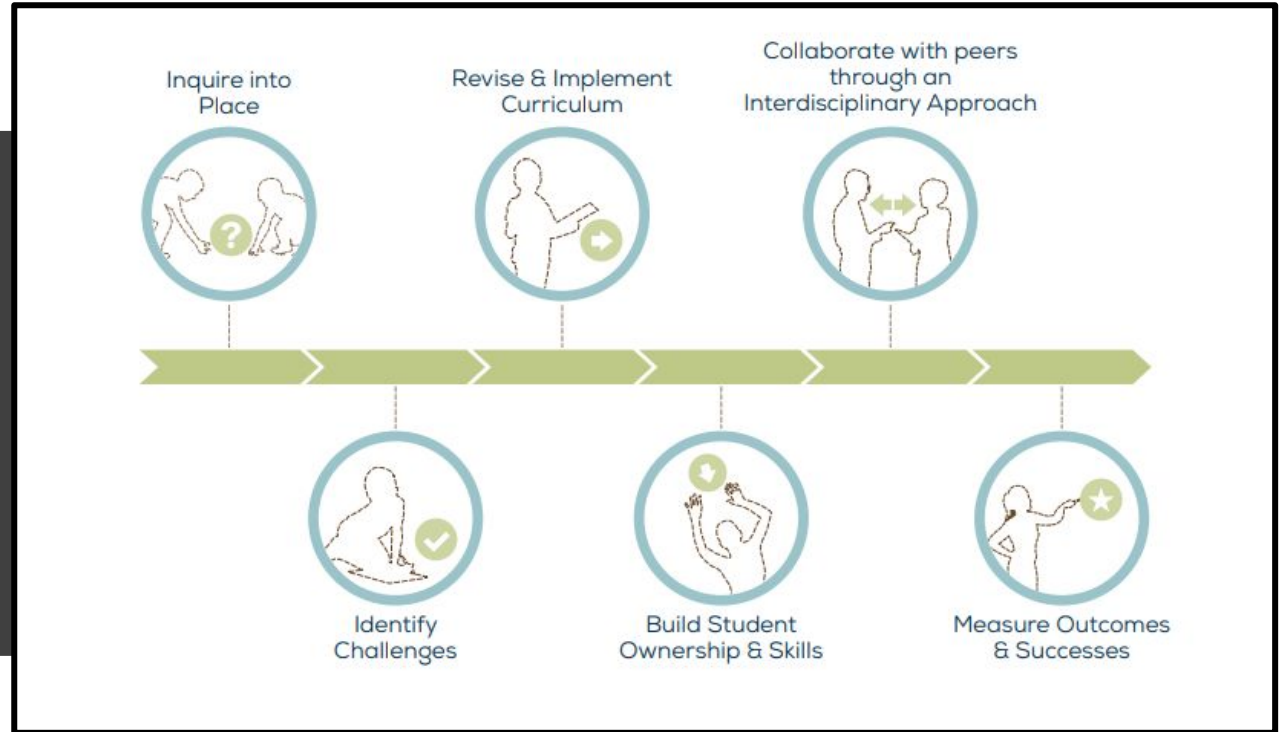 Inquire into
Place
Revise & Implement
Curriculum
Collaborate with peers
through an
Interdisciplinary Approach
?
Identify
Challenges
Build Student
Ownership & Skills
Measure Outcomes
& Successes